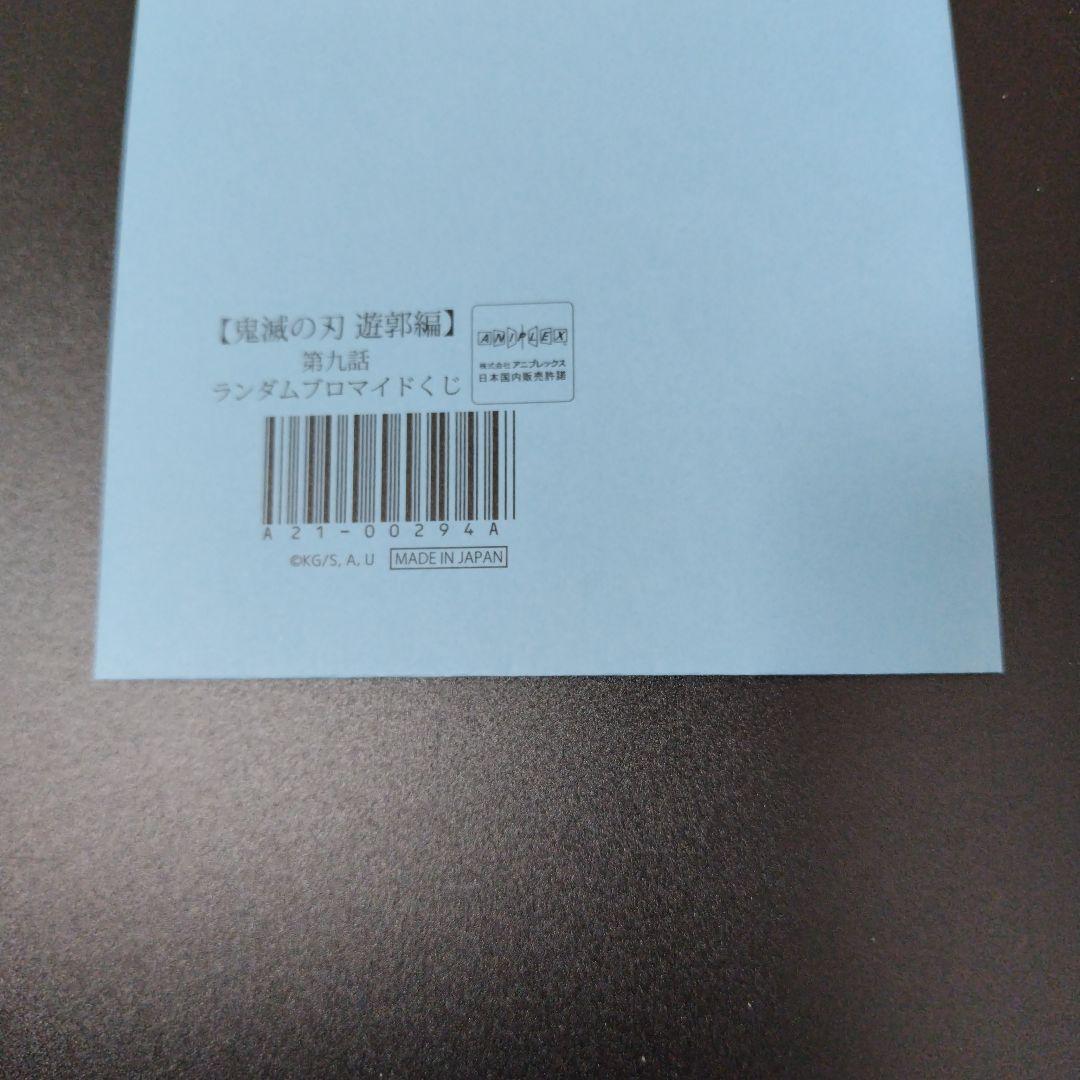 【鬼滅の刃 遊郭編】
第九話
ランダムブロマイドくじ
ANIPLEX
株式会社 アニプレックス
日本国内販売許諾
A21-00294A
©KG/S, A, U
MADE IN JAPAN